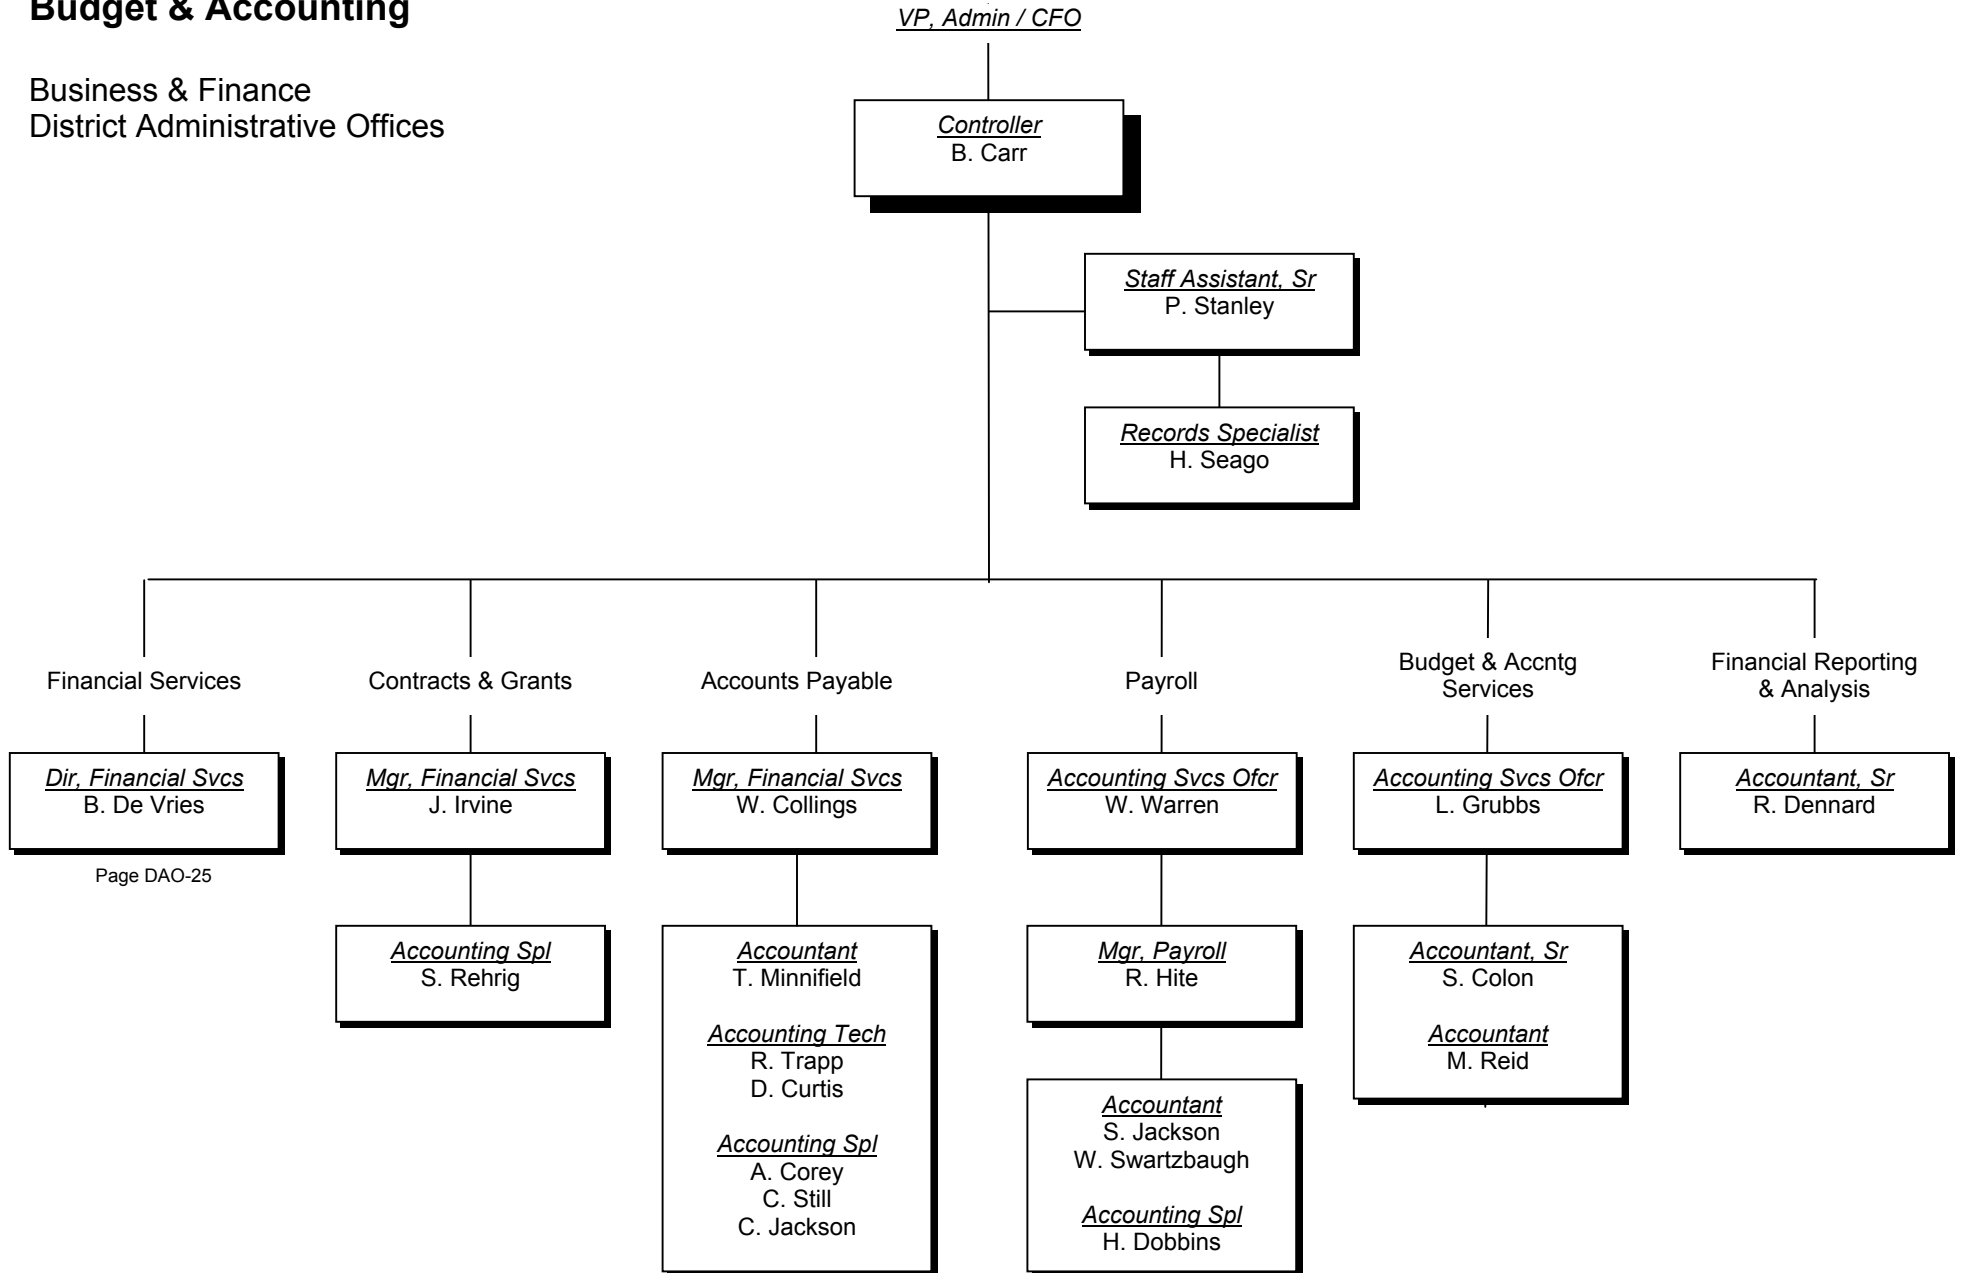 Budget & Accounting
Business & Finance
District Administrative Offices
VP, Admin / CFO
Controller
B. Carr
Staff Assistant, Sr
P. Stanley
Records Specialist
H. Seago
Financial Services
Dir, Financial Svcs
B. De Vries
Page DAO-25
Contracts & Grants
Mgr, Financial Svcs
J. Irvine
Accounting Spl
S. Rehrig
Accounts Payable
Mgr, Financial Svcs
W. Collings
Accountant
T. Minnifield
Accounting Tech
R. Trapp
D. Curtis
Accounting Spl
A. Corey
C. Still
C. Jackson
Payroll
Accounting Svcs Ofcr
W. Warren
Mgr, Payroll
R. Hite
Accountant
S. Jackson
W. Swartzbaugh
Accounting Spl
H. Dobbins
Budget & Accntg
Services
Accounting Svcs Ofcr
L. Grubbs
Accountant, Sr
S. Colon
Accountant
M. Reid
Financial Reporting
& Analysis
Accountant, Sr
R. Dennard